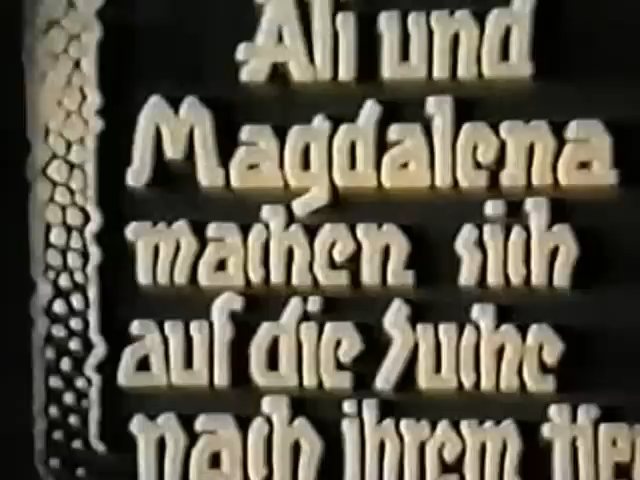 Ali und
Magdalena
machen sich
auf die Suche
nach ihrem